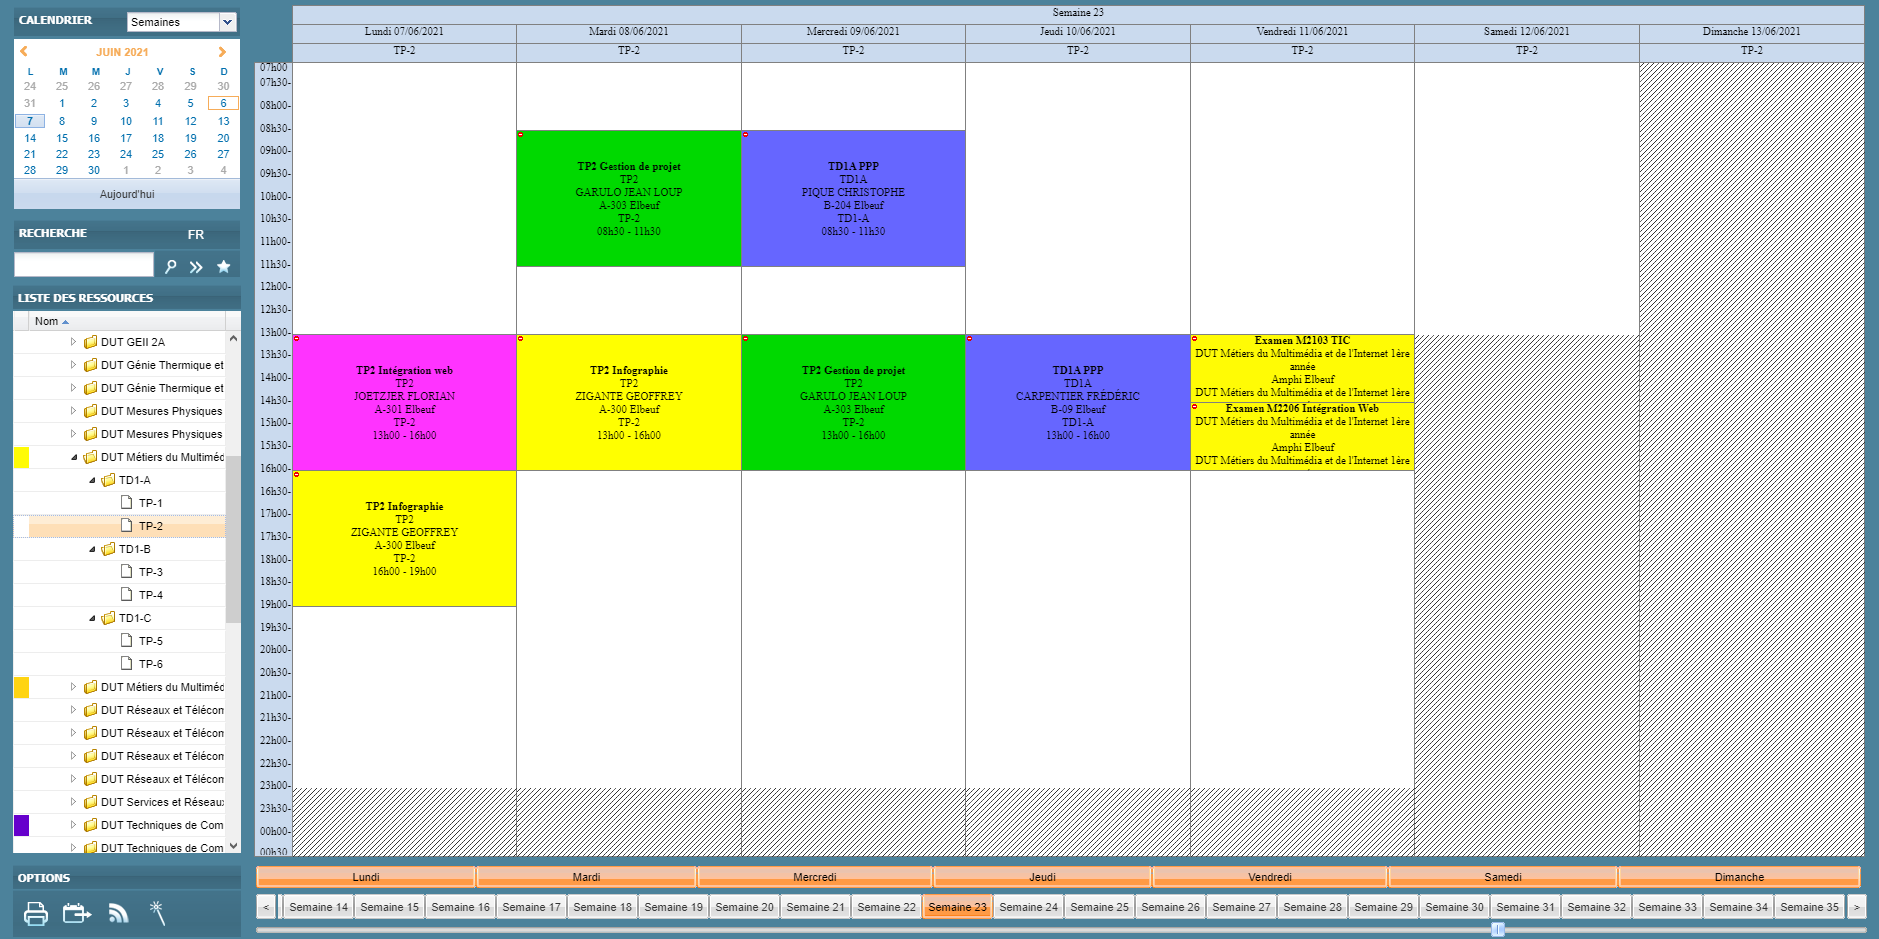 CALENDRIER
Semaines
JUIN 2021
L M M J V S D
24 25 26 27 28 29 30
31 1 2 3 4 5 6
7 8 9 10 11 12 13
14 15 16 17 18 19 20
21 22 23 24 25 26 27
28 29 30 1 2 3 4
Aujourd'hui
RECHERCHE FR
LISTE DES RESSOURCES
Nom
DUT GEII 2A
DUT Génie Thermique et
DUT Génie Thermique et
DUT Mesures Physiques
DUT Mesures Physiques
DUT Métiers du Multiméd
TD1-A
TP-1
TP-2
TD1-B
TP-3
TP-4
TD1-C
TP-5
TP-6
DUT Métiers du Multiméd
DUT Réseaux et Télécom
DUT Réseaux et Télécom
DUT Réseaux et Télécom
DUT Réseaux et Télécom
DUT Services et Réseaux
DUT Techniques de Com
DUT Techniques de Com
OPTIONS
Semaine 23
Lundi 07/06/2021 Mardi 08/06/2021 Mercredi 09/06/2021 Jeudi 10/06/2021 Vendredi 11/06/2021 Samedi 12/06/2021 Dimanche 13/06/2021
TP-2 TP-2 TP-2 TP-2 TP-2 TP-2 TP-2
07h00
07h30-
08h00-
08h30-
09h00-
09h30-
10h00-
10h30-
11h00-
11h30-
12h00-
12h30-
13h00-
13h30-
14h00-
14h30-
15h00-
15h30-
16h00-
16h30-
17h00-
17h30-
18h00-
18h30-
19h00-
19h30-
20h00-
20h30-
21h00-
21h30-
22h00-
22h30-
23h00-
23h30-
00h00-
00h30
TP2 Intégration web
TP2
JOETZJER FLORIAN
A-301 Elbeuf
TP-2
13h00 - 16h00
TP2 Infographie
TP2
ZIGANTE GEOFFREY
A-300 Elbeuf
TP-2
16h00 - 19h00
TP2 Gestion de projet
TP2
GARULO JEAN LOUP
A-303 Elbeuf
TP-2
08h30 - 11h30
TP2 Infographie
TP2
ZIGANTE GEOFFREY
A-300 Elbeuf
TP-2
13h00 - 16h00
TD1A PPP
TD1A
PIQUE CHRISTOPHE
B-204 Elbeuf
TD1-A
08h30 - 11h30
TP2 Gestion de projet
TP2
GARULO JEAN LOUP
A-303 Elbeuf
TP-2
13h00 - 16h00
TD1A PPP
TD1A
CARPENTIER FRÉDÉRIC
B-09 Elbeuf
TD1-A
13h00 - 16h00
Examen M2103 TIC
DUT Métiers du Multimédia et de l'Internet 1ère
année
Amphi Elbeuf
DUT Métiers du Multimédia et de l'Internet 1ère
Examen M2206 Intégration Web
DUT Métiers du Multimédia et de l'Internet 1ère
année
Amphi Elbeuf
DUT Métiers du Multimédia et de l'Internet 1ère
Lundi Mardi Mercredi Jeudi Vendredi Samedi Dimanche
< Semaine 14 Semaine 15 Semaine 16 Semaine 17 Semaine 18 Semaine 19 Semaine 20 Semaine 21 Semaine 22 Semaine 23 Semaine 24 Semaine 25 Semaine 26 Semaine 27 Semaine 28 Semaine 29 Semaine 30 Semaine 31 Semaine 32 Semaine 33 Semaine 34 Semaine 35 >